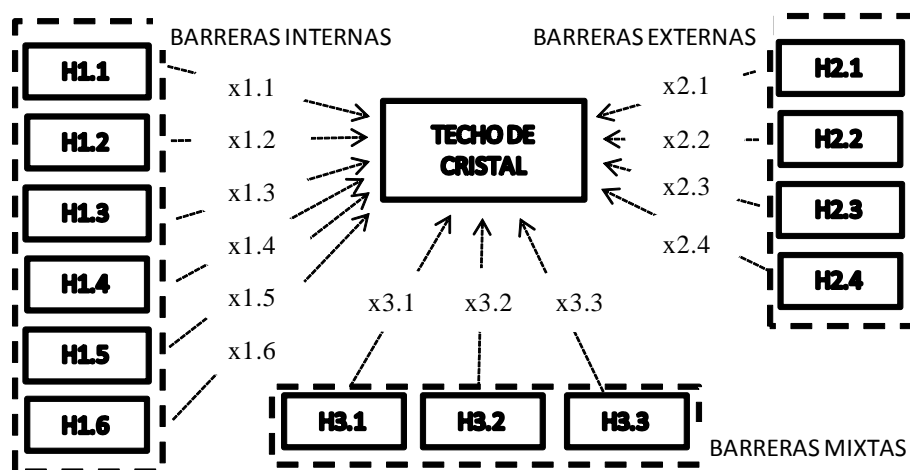 BARRERAS INTERNAS
BARRERAS EXTERNAS
H1.1
H1.2
H1.3
H1.4
H1.5
H1.6
x1.1
x1.2
x1.3
x1.4
x1.5
x1.6
TECHO DE
CRISTAL
x2.1
x2.2
x2.3
x2.4
H2.1
H2.2
H2.3
H2.4
x3.1
x3.2
x3.3
H3.1
H3.2
H3.3
BARRERAS MIXTAS